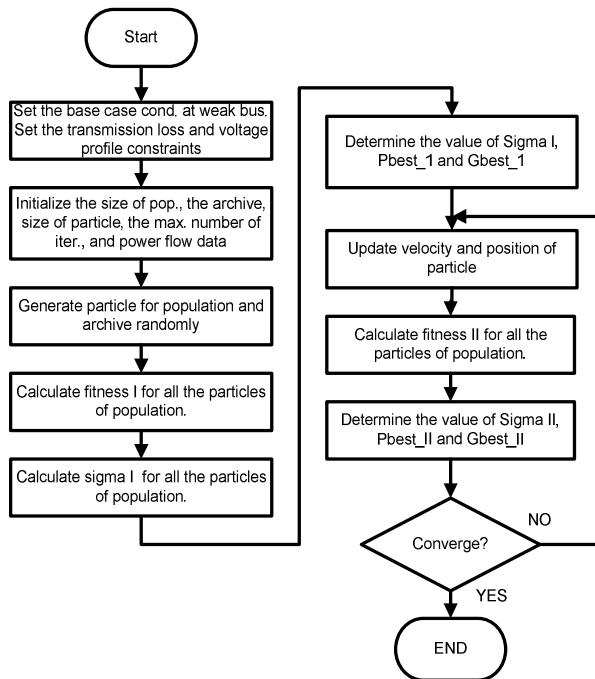 Start
Set the base case cond. at weak bus.
Set the transmission loss and voltage
profile constraints
Initialize the size of pop., the archive,
size of particle, the max. number of
iter., and power flow data
Generate particle for population and
archive randomly
Calculate fitness I for all the particles
of population.
Calculate sigma I for all the particles
of population.
Determine the value of Sigma I,
Pbest_1 and Gbest_1
Update velocity and position of
particle
Calculate fitness II for all the
particles of population.
Determine the value of Sigma II,
Pbest_II and Gbest_II
Converge?
NO
YES
END